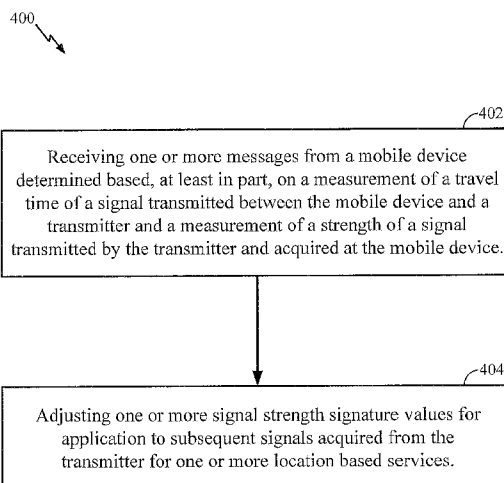 400
402
Receiving one or more messages from a mobile device
determined based, at least in part, on a measurement of a travel
time of a signal transmitted between the mobile device and a
transmitter and a measurement of a strength of a signal
transmitted by the transmitter and acquired at the mobile device.
404
Adjusting one or more signal strength signature values for
application to subsequent signals acquired from the
transmitter for one or more location based services.